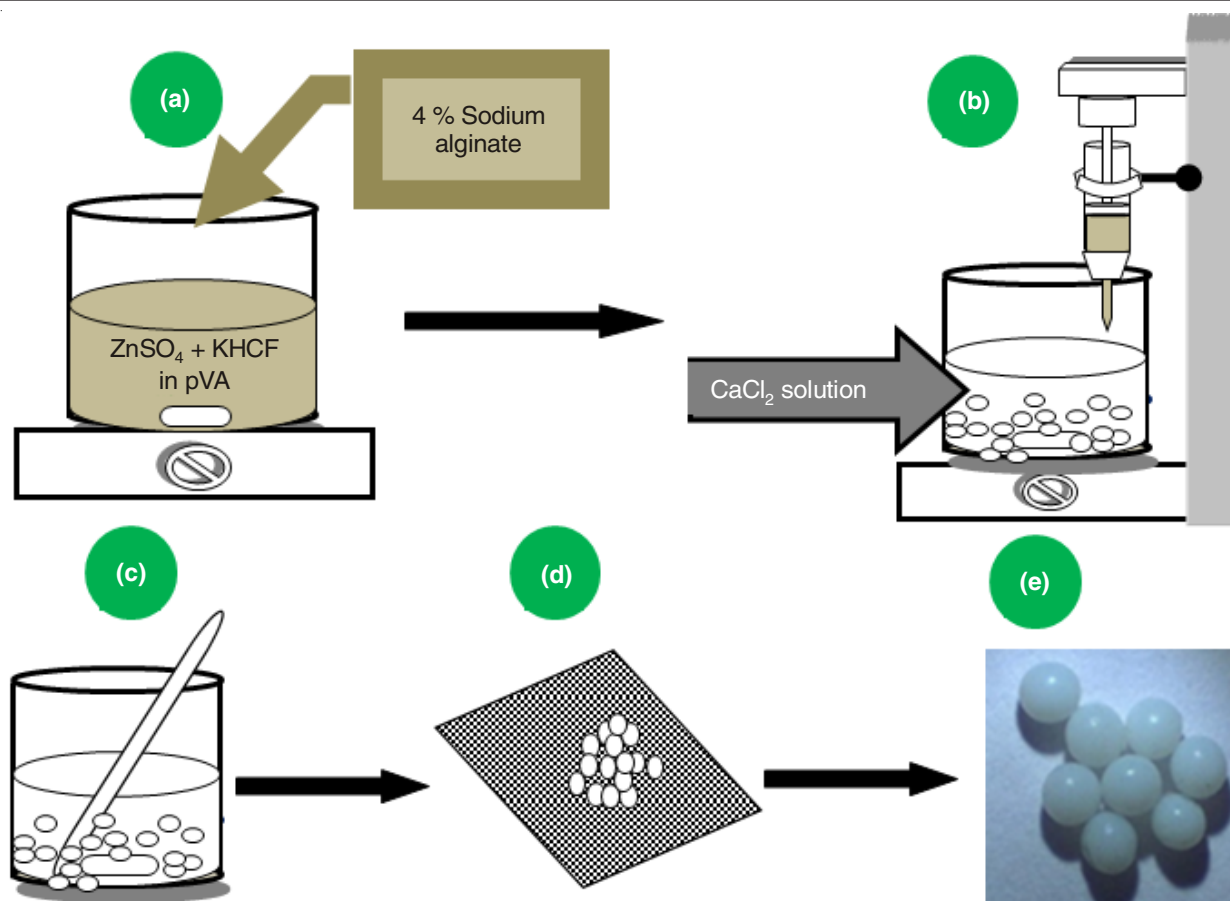 (a)
4 % Sodium
alginate
ZnSO₄ + KHCF
in pVA
(b)
CaCl₂ solution
(c)
(d)
(e)